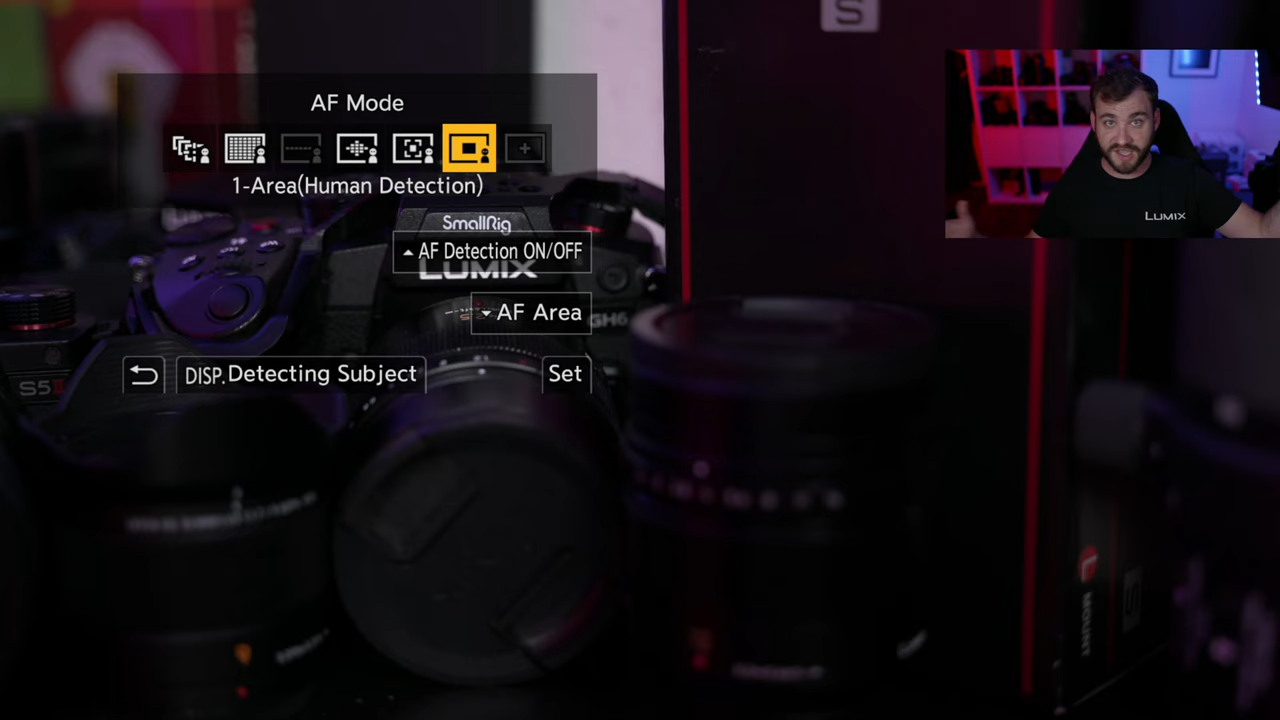 S
AF Mode
1-Area(Human Detection)
SmallRig
AF Detection ON/OFF
LUMIX
AF Area
GH6
DISP.Detecting Subject
Set
S5II
LUMIX
L MOUNT
S